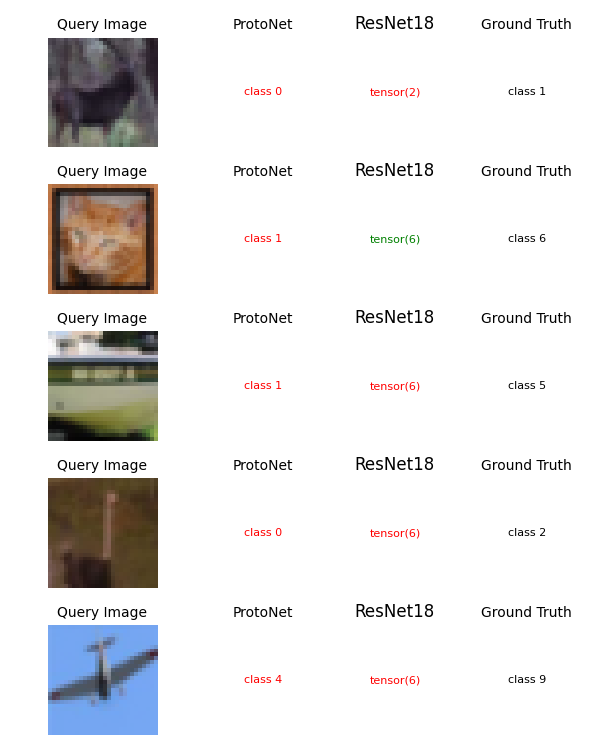 Query Image ProtoNet ResNet18 Ground Truth
class 0 tensor(2) class 1
Query Image ProtoNet ResNet18 Ground Truth
class 1 tensor(6) class 6
Query Image ProtoNet ResNet18 Ground Truth
class 1 tensor(6) class 5
Query Image ProtoNet ResNet18 Ground Truth
class 0 tensor(6) class 2
Query Image ProtoNet ResNet18 Ground Truth
class 4 tensor(6) class 9